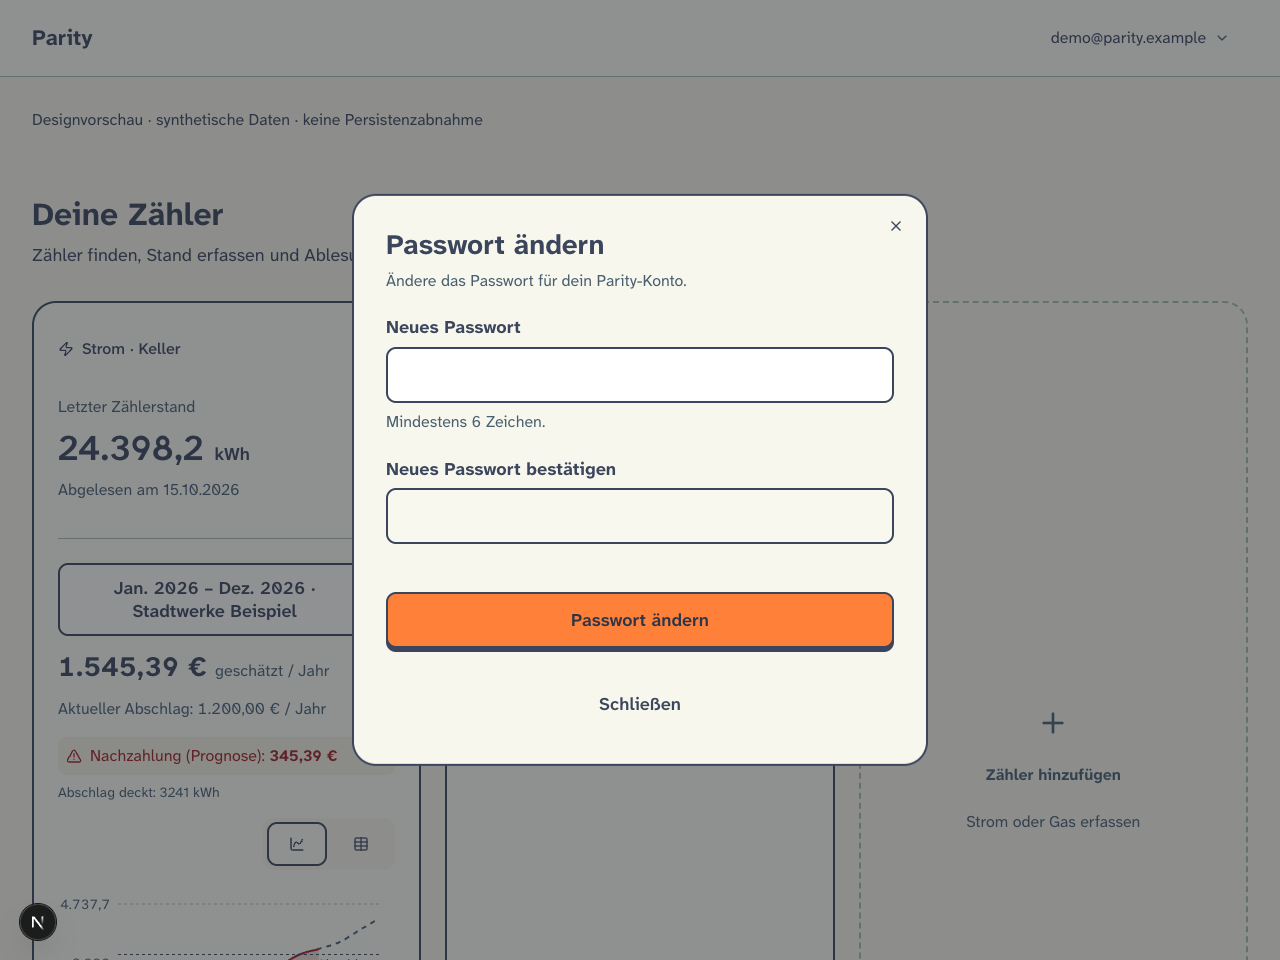 Parity
demo@parity.example
Designvorschau · synthetische Daten · keine Persistenzabnahme
Deine Zähler
Zähler finden, Stand erfassen und
Strom · Keller
Letzter Zählerstand
24.398,2 kWh
Abgelesen am 15.10.2026
Jan. 2026 – Dez. 2026 ·
Stadtwerke Beispiel
1.545,39 € geschätzt / Jahr
Aktueller Abschlag: 1.200,00 € / Jahr
Nachzahlung (Prognose): 345,39 €
Abschlag deckt: 3241 kWh
4.737,7
Passwort ändern
Ändere das Passwort für dein Parity-Konto.
Neues Passwort
Mindestens 6 Zeichen.
Neues Passwort bestätigen
Passwort ändern
Schließen
Zähler hinzufügen
Strom oder Gas erfassen
N